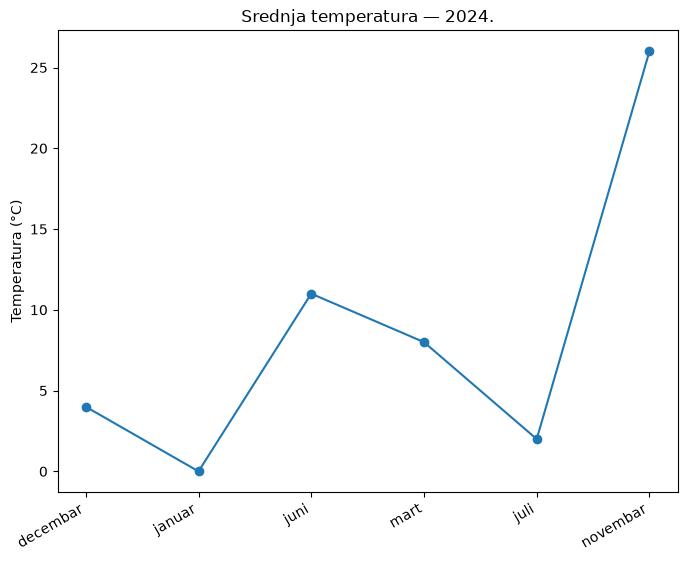 Srednja temperatura — 2024.
Temperatura (°C)
25
20
15
10
5
0
decembar
januar
juni
mart
juli
novembar